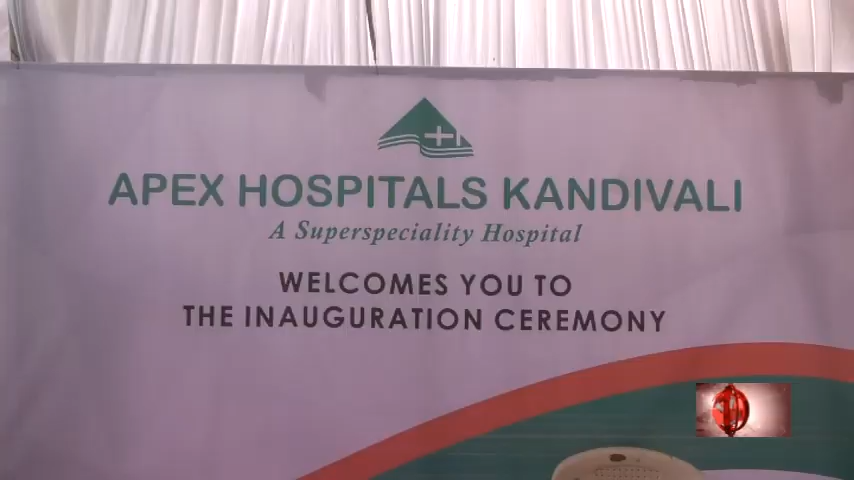 APEX HOSPITALS KANDIVALI
A Superspeciality Hospital
WELCOMES YOU TO
THE INAUGURATION CEREMONY